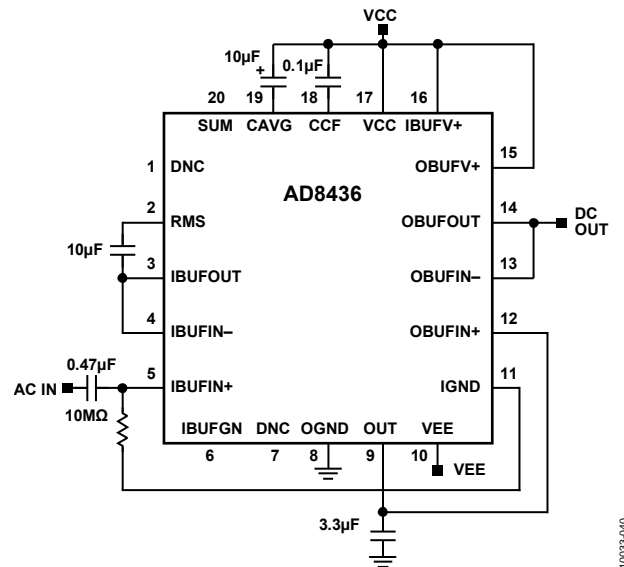 VCC
10µF
+
0.1µF
20 19 18 17 16
SUM CAVG CCF VCC IBUFV+
15
OBUFV+
1
DNC
AD8436
2
RMS
14
OBUFOUT
DC
OUT
10µF
3
IBUFOUT
13
OBUFIN–
4
IBUFIN–
12
OBUFIN+
0.47µF
AC IN
5
IBUFIN+
11
IGND
10MΩ
IBUFGN DNC OGND OUT VEE
6 7 8 9 10
VEE
3.3µF
10033-040